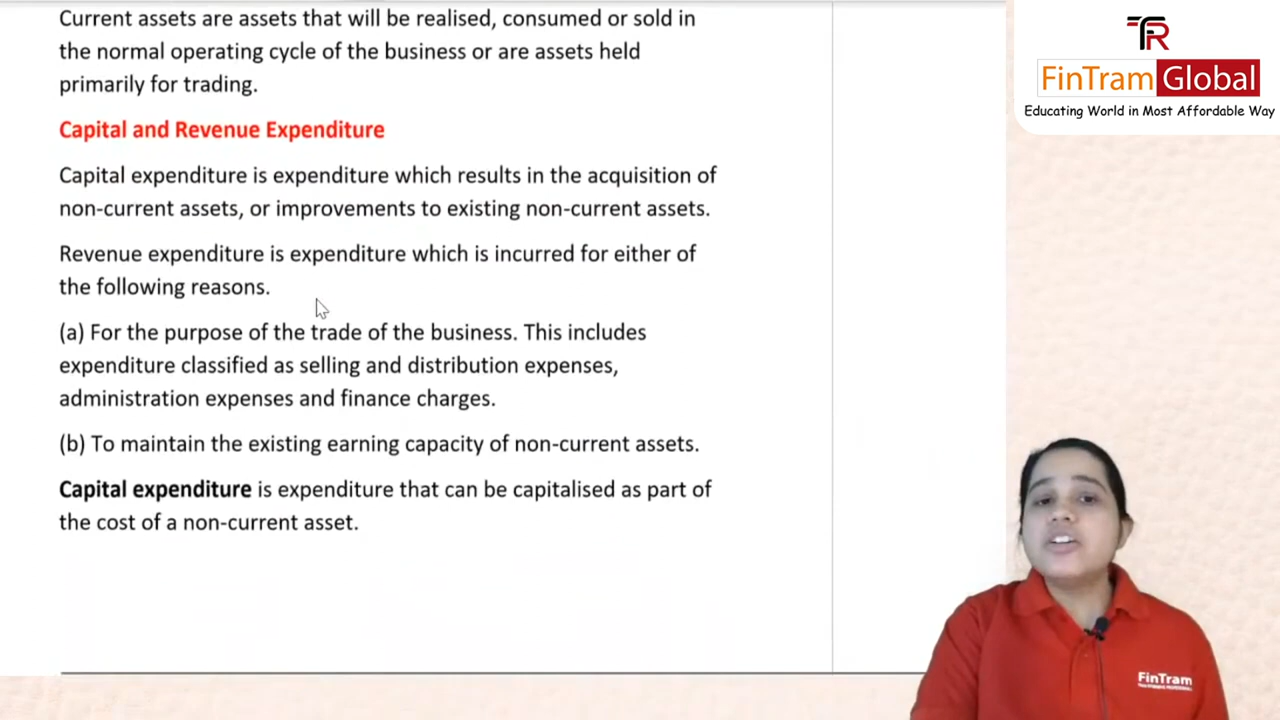 Current assets are assets that will be realised, consumed or sold in
the normal operating cycle of the business or are assets held
primarily for trading.
Capital and Revenue Expenditure
Capital expenditure is expenditure which results in the acquisition of
non-current assets, or improvements to existing non-current assets.
Revenue expenditure is expenditure which is incurred for either of
the following reasons.
(a) For the purpose of the trade of the business. This includes
expenditure classified as selling and distribution expenses,
administration expenses and finance charges.
(b) To maintain the existing earning capacity of non-current assets.
Capital expenditure is expenditure that can be capitalised as part of
the cost of a non-current asset.
FinTram Global
Educating World in Most Affordable Way
FinTram